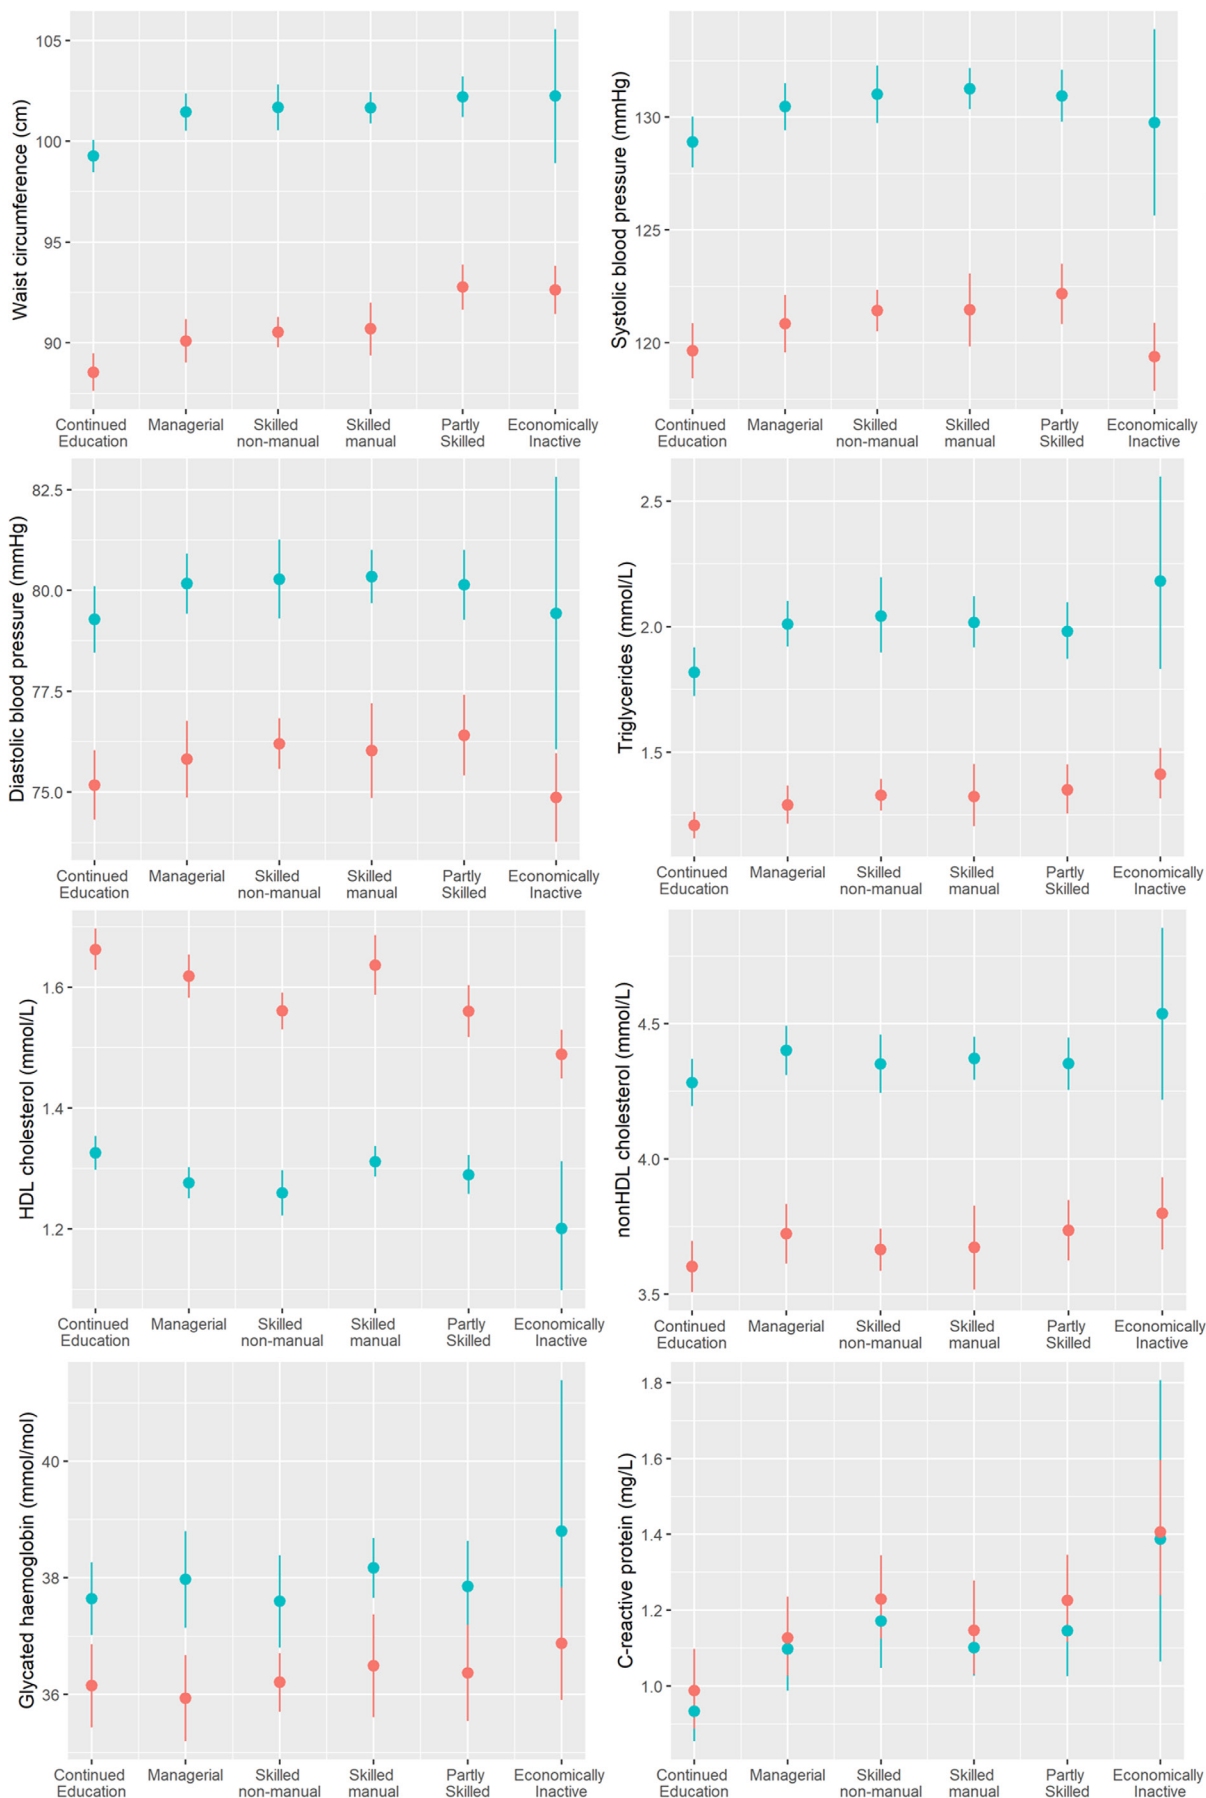 Waist circumference (cm)
105
100
95
90
Continued Managerial Skilled Skilled Partly Economically
Education non-manual manual Skilled Inactive
Systolic blood pressure (mmHg)
130
125
120
Continued Managerial Skilled Skilled Partly Economically
Education non-manual manual Skilled Inactive
Diastolic blood pressure (mmHg)
82.5
80.0
77.5
75.0
Continued Managerial Skilled Skilled Partly Economically
Education non-manual manual Skilled Inactive
Triglycerides (mmol/L)
2.5
2.0
1.5
Continued Managerial Skilled Skilled Partly Economically
Education non-manual manual Skilled Inactive
HDL cholesterol (mmol/L)
1.6
1.4
1.2
Continued Managerial Skilled Skilled Partly Economically
Education non-manual manual Skilled Inactive
nonHDL cholesterol (mmol/L)
4.5
4.0
3.5
Continued Managerial Skilled Skilled Partly Economically
Education non-manual manual Skilled Inactive
Glycated haemoglobin (mmol/mol)
40
38
36
Continued Managerial Skilled Skilled Partly Economically
Education non-manual manual Skilled Inactive
C-reactive protein (mg/L)
1.8
1.6
1.4
1.2
1.0
Continued Managerial Skilled Skilled Partly Economically
Education non-manual manual Skilled Inactive